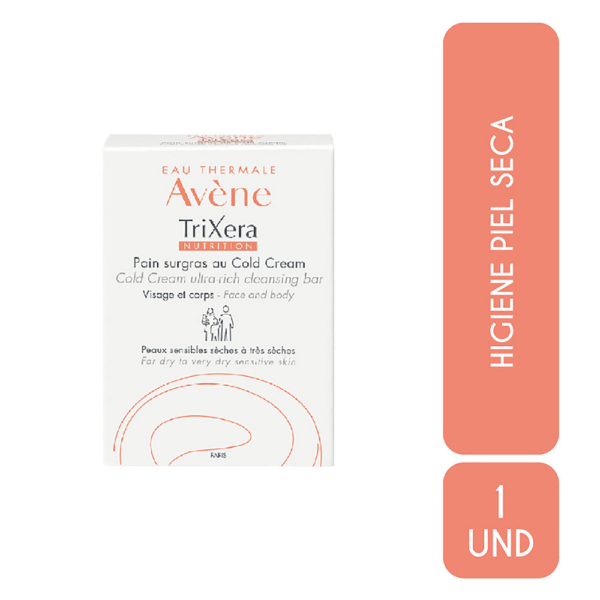 EAU THERMALE
Avène
TriXera
NUTRITION
Pain surgras au Cold Cream
Cold Cream ultra-rich cleansing bar
Visage et corps - Face and body
Peaux sensibles sèches à très sèches
For dry to very dry sensitive skin
PARIS
HIGIENE PIEL SECA
1
UND